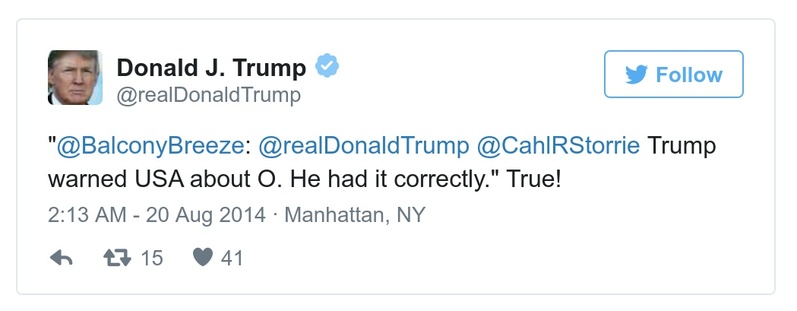 Donald J. Trump
@realDonaldTrump
Follow
"@BalconyBreeze: @realDonaldTrump @CahlRStorrie Trump
warned USA about O. He had it correctly." True!
2:13 AM - 20 Aug 2014 · Manhattan, NY
15 41